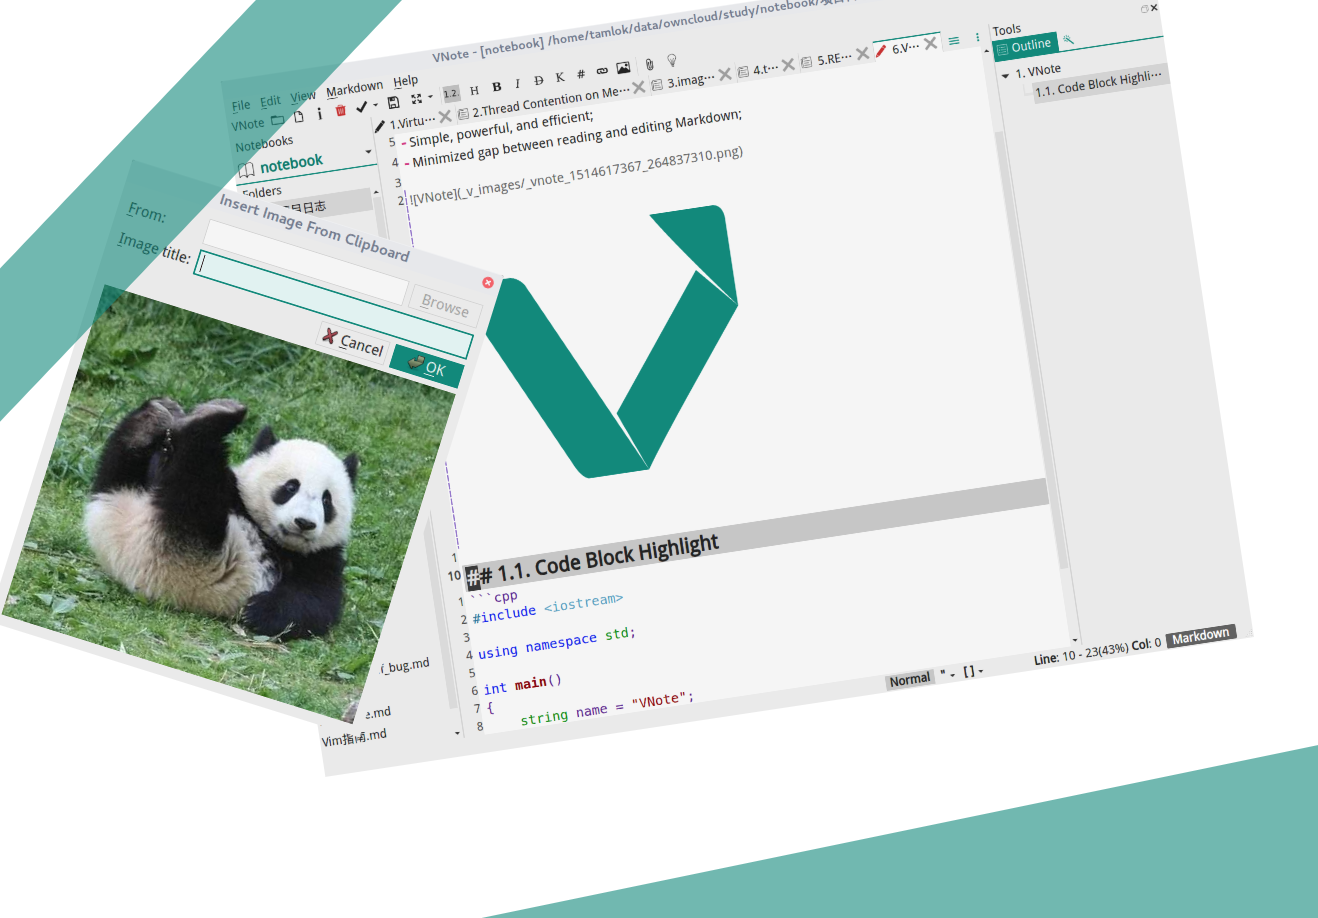 VNote - [notebook] /home/tamlok/data/owncloud/study/notebook/
File Edit View Markdown Help
VNote
1.2. H B I D K #
1.Virtu··· 2.Thread Contention on Me··· 3.imag··· 4.t··· 5.RE··· 6.V···
Notebooks
notebook
Folders
日志
5 - Simple, powerful, and efficient;
4 - Minimized gap between reading and editing Markdown;
3
2 ![VNote](_v_images/_vnote_1514617367_264837310.png)
1
10 ## 1.1. Code Block Highlight
1 ```cpp
2 #include <iostream>
3
4 using namespace std;
5
6 int main()
7 {
8 string name = "VNote";
Tools
Outline
1. VNote
1.1. Code Block Highli···
Insert Image From Clipboard
From:
Browse
Image title:
Cancel OK
_bug.md
e.md
Vim指南.md
Normal " [ ]
Line: 10 - 23(43%) Col: 0 Markdown